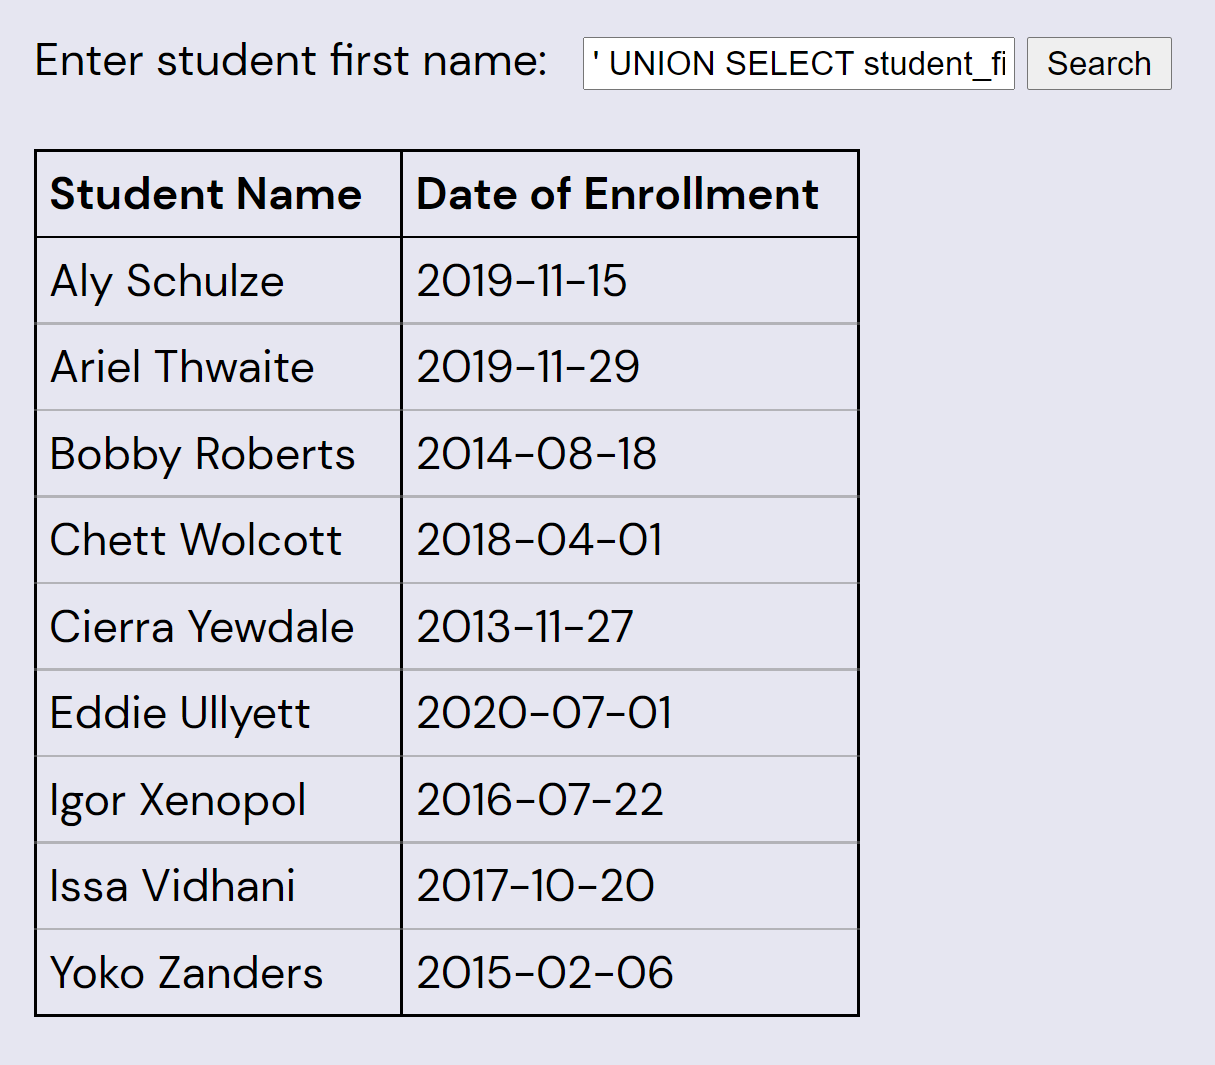 Enter student first name: ' UNION SELECT student_fi Search
Student Name Date of Enrollment
Aly Schulze 2019-11-15
Ariel Thwaite 2019-11-29
Bobby Roberts 2014-08-18
Chett Wolcott 2018-04-01
Cierra Yewdale 2013-11-27
Eddie Ullyett 2020-07-01
Igor Xenopol 2016-07-22
Issa Vidhani 2017-10-20
Yoko Zanders 2015-02-06